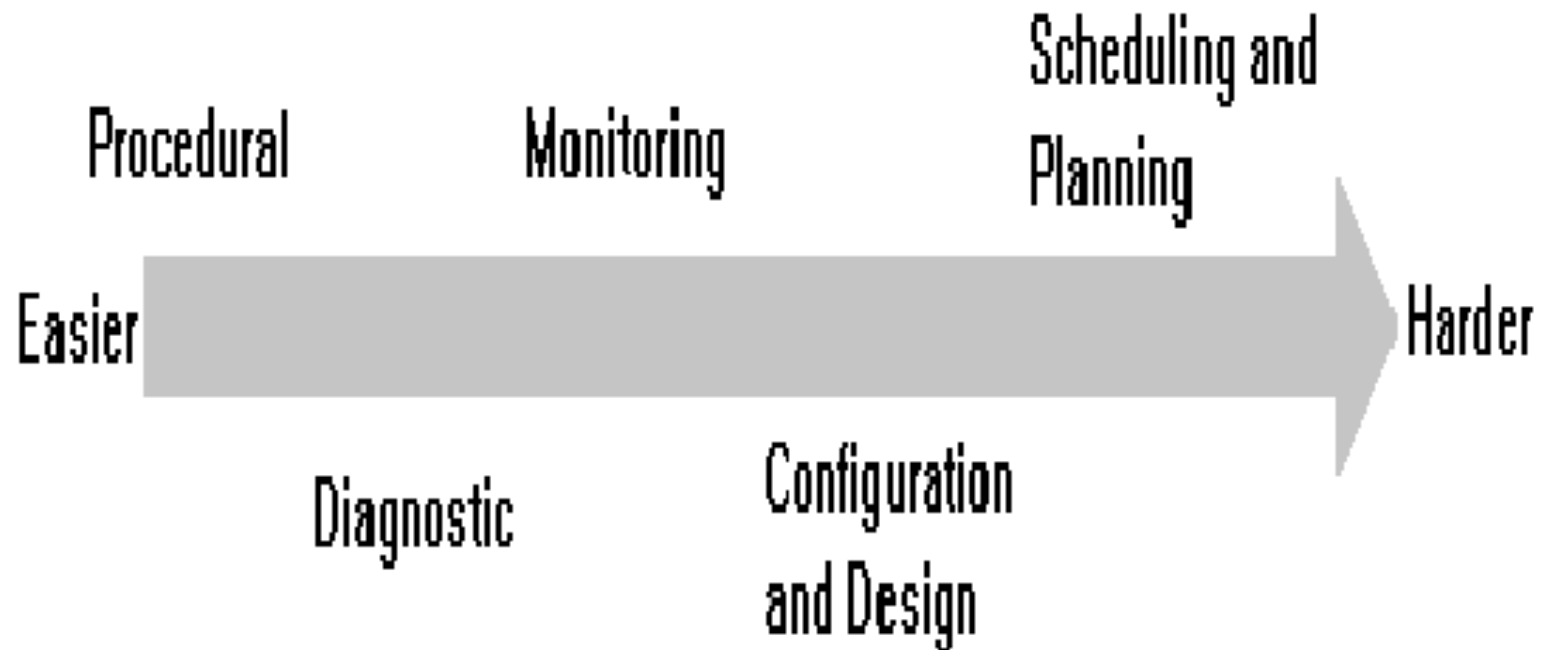 Scheduling and
Planning
Procedural
Monitoring
Easier
Harder
Diagnostic
Configuration
and Design